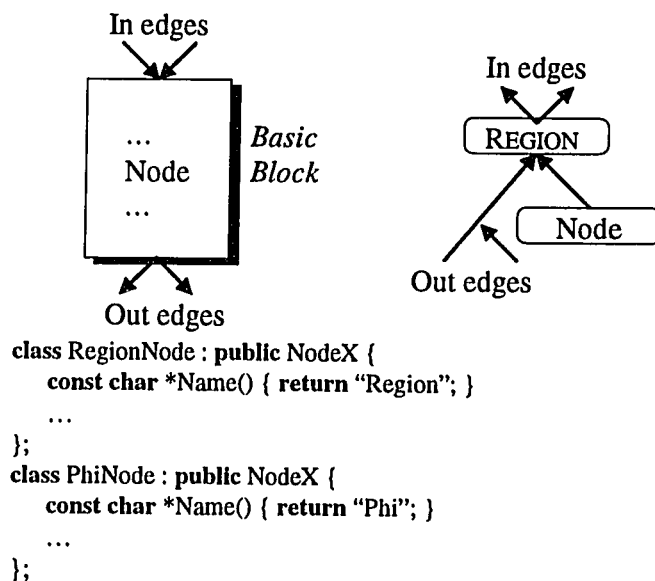 In edges
...
Node
...
Basic
Block
Out edges
In edges
REGION
Node
Out edges
class RegionNode : public NodeX {
const char *Name() { return “Region”; }
...
};
class PhiNode : public NodeX {
const char *Name() { return “Phi”; }
...
};